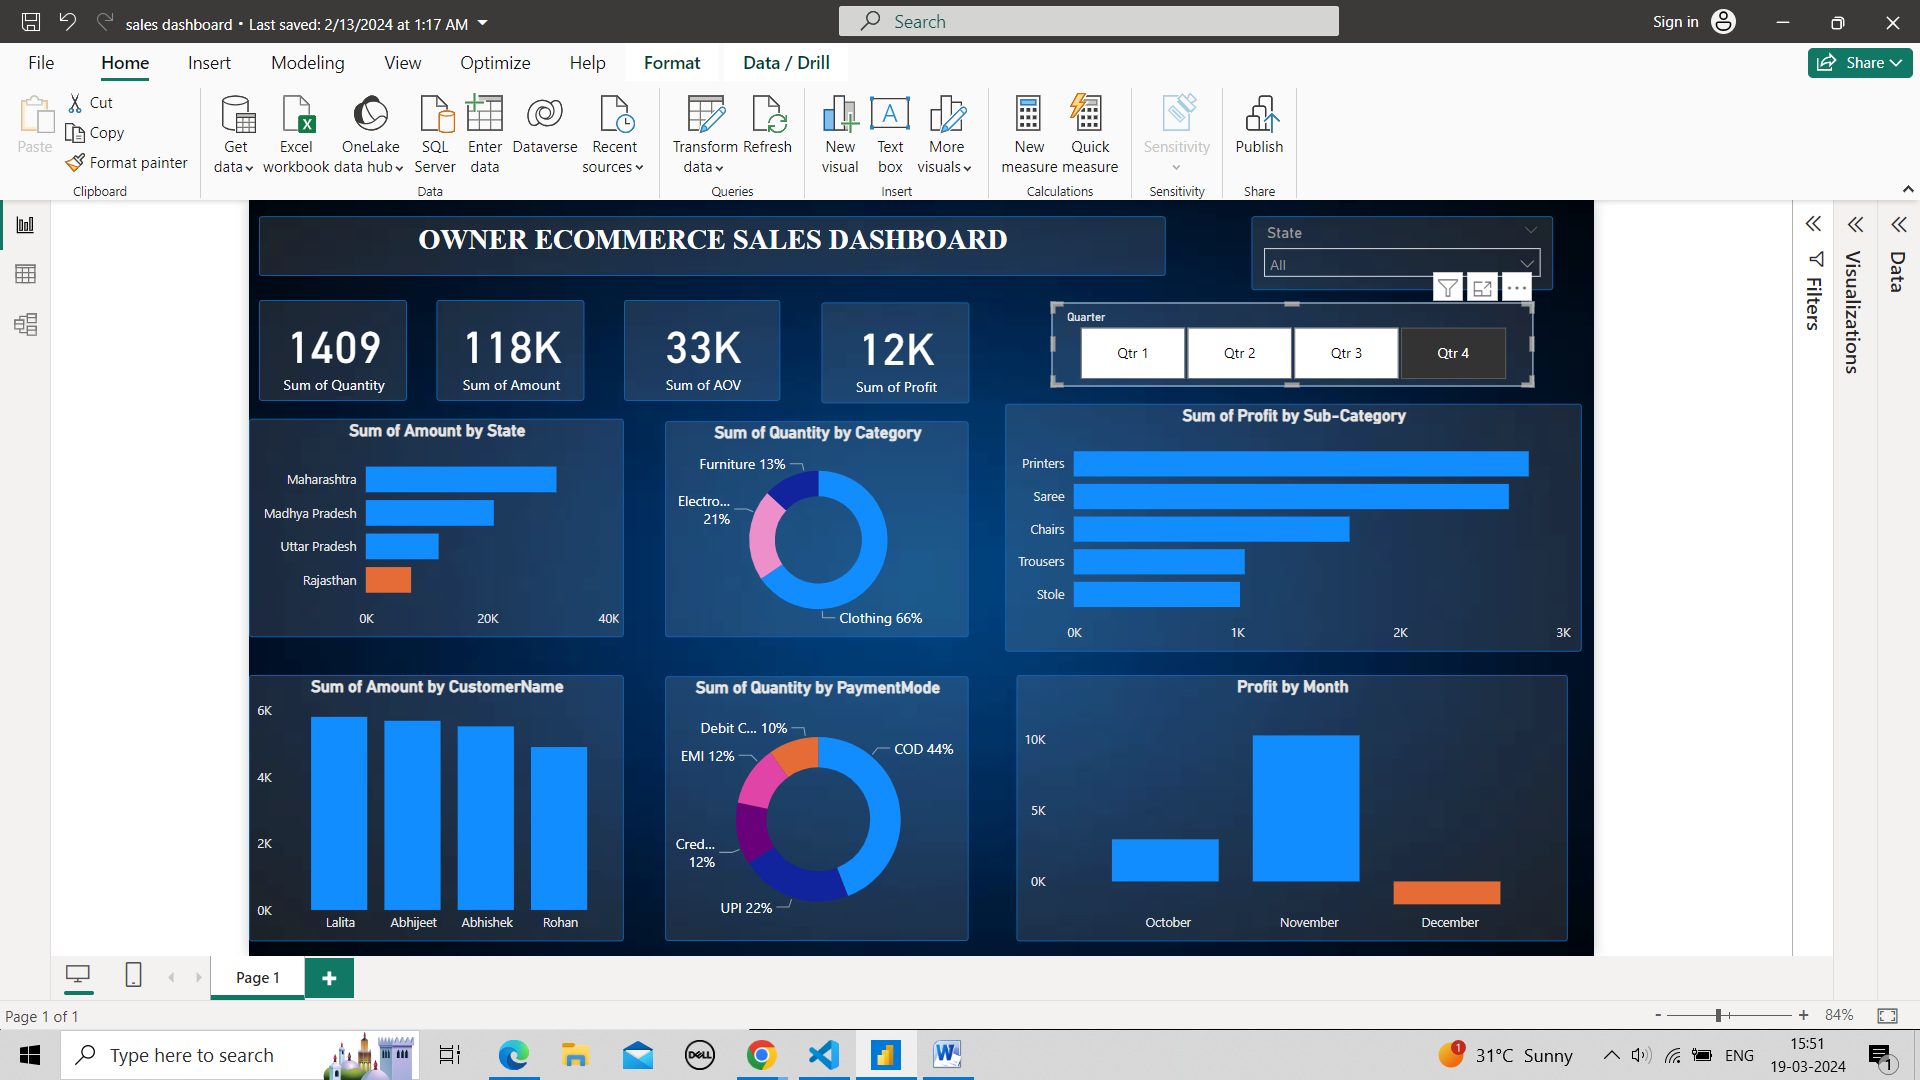 sales dashboard • Last saved: 2/13/2024 at 1:17 AM
Search
Sign in
File
Home
Insert
Modeling
View
Optimize
Help
Format
Data / Drill
Share
Paste
Cut
Copy
Format painter
Clipboard
Get data
Excel workbook
OneLake data hub
SQL Server
Enter data
Dataverse
Recent sources
Data
Transform data
Refresh
Queries
New visual
Text box
More visuals
Insert
New measure
Quick measure
Calculations
Sensitivity
Sensitivity
Publish
Share
OWNER ECOMMERCE SALES DASHBOARD
State
All
1409
Sum of Quantity
118K
Sum of Amount
33K
Sum of AOV
12K
Sum of Profit
Quarter
Qtr 1
Qtr 2
Qtr 3
Qtr 4
Sum of Amount by State
Maharashtra
Madhya Pradesh
Uttar Pradesh
Rajasthan
0K 20K 40K
Sum of Quantity by Category
Furniture 13%
Electro...
21%
Clothing 66%
Sum of Profit by Sub-Category
Printers
Saree
Chairs
Trousers
Stole
0K 1K 2K 3K
Sum of Amount by CustomerName
6K
4K
2K
0K
Lalita Abhijeet Abhishek Rohan
Sum of Quantity by PaymentMode
Debit C... 10%
COD 44%
EMI 12%
Cred...
12%
UPI 22%
Profit by Month
10K
5K
0K
October November December
Filters
Visualizations
Data
Page 1
Page 1 of 1
- + 84%
Type here to search
DELL
W
1
31°C Sunny
ENG
15:51
19-03-2024
1